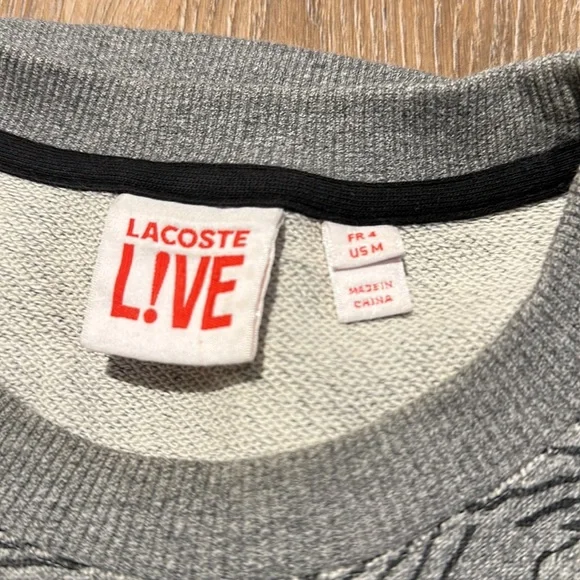 LACOSTE
L!VE
FR 4
US M
MADE IN
CHINA